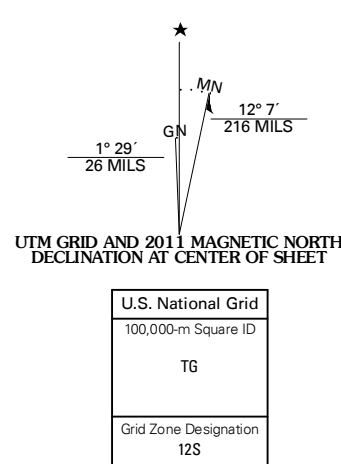 ★
MN
GN
12° 7´
216 MILS
1° 29´
26 MILS
UTM GRID AND 2011 MAGNETIC NORTH
DECLINATION AT CENTER OF SHEET
U.S. National Grid
100,000-m Square ID
TG
Grid Zone Designation
12S